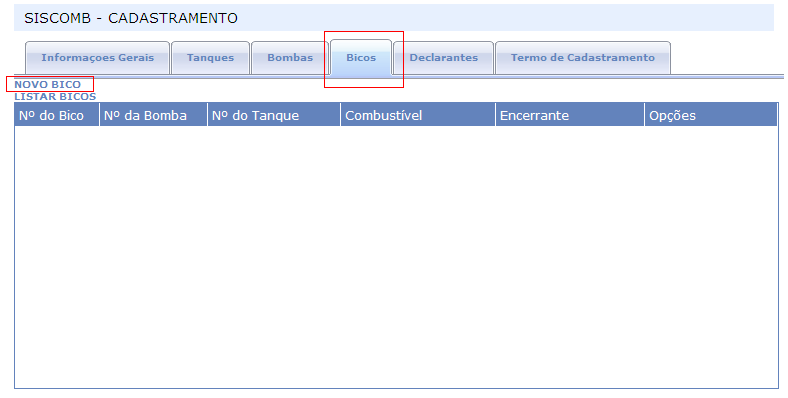 SISCOMB - CADASTRAMENTO
Informaçoes Gerais Tanques Bombas Bicos Declarantes Termo de Cadastramento
NOVO BICO
LISTAR BICOS
Nº do Bico Nº da Bomba Nº do Tanque Combustível Encerrante Opções